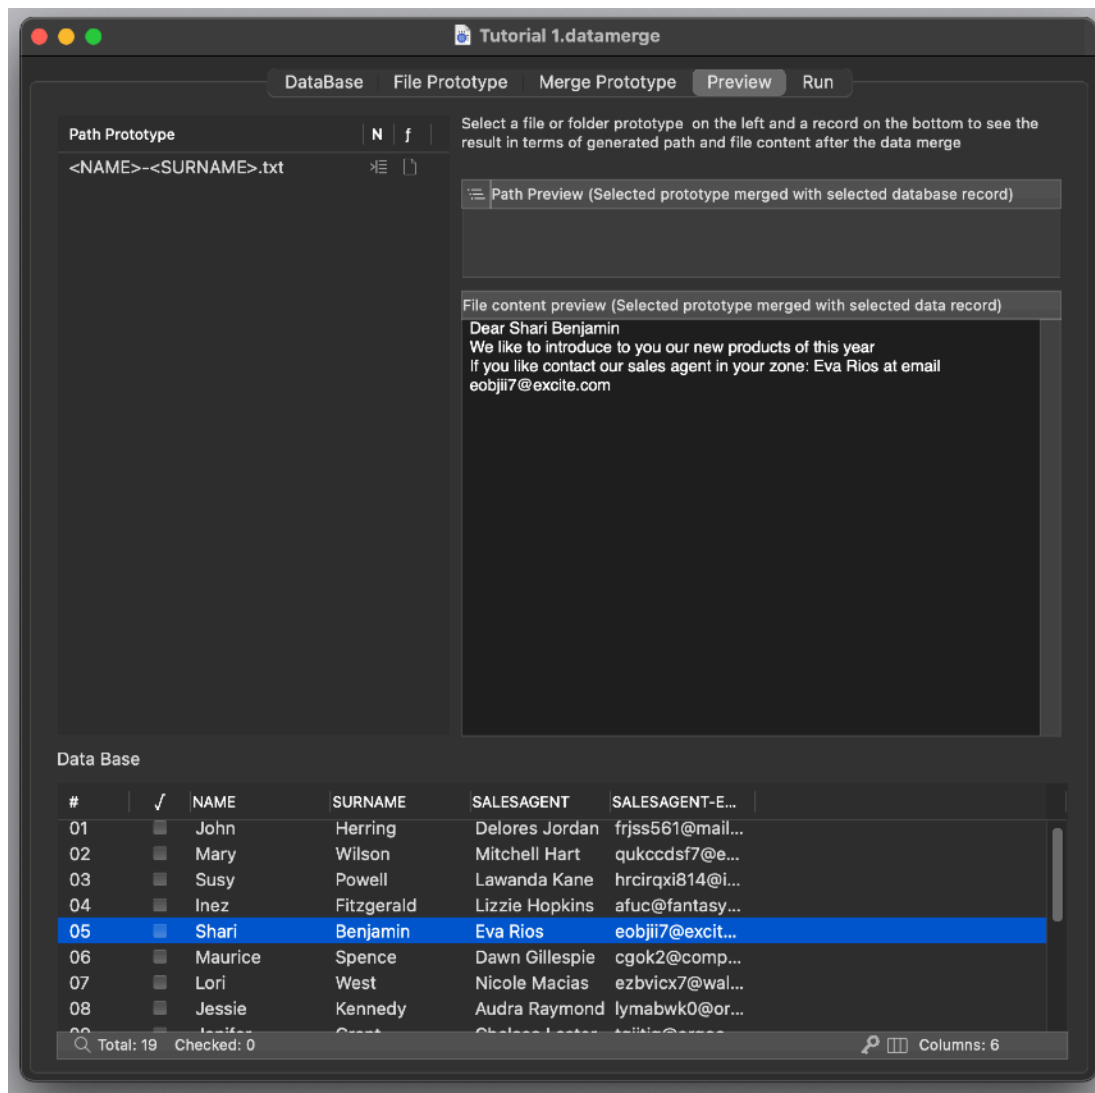 Tutorial 1.datamerge
DataBase File Prototype Merge Prototype Preview Run
Path Prototype N f
<NAME>-<SURNAME>.txt
Select a file or folder prototype on the left and a record on the bottom to see the
result in terms of generated path and file content after the data merge
Path Preview (Selected prototype merged with selected database record)
File content preview (Selected prototype merged with selected data record)
Dear Shari Benjamin
We like to introduce to you our new products of this year
If you like contact our sales agent in your zone: Eva Rios at email
eobjii7@excite.com
Data Base
# √ NAME SURNAME SALESAGENT SALESAGENT-E...
01 John Herring Delores Jordan frjss561@mail...
02 Mary Wilson Mitchell Hart qukccdsf7@e...
03 Susy Powell Lawanda Kane hrcirqxi814@i...
04 Inez Fitzgerald Lizzie Hopkins afuc@fantasy...
05 Shari Benjamin Eva Rios eobjii7@excit...
06 Maurice Spence Dawn Gillespie cgok2@comp...
07 Lori West Nicole Macias ezbvicx7@wal...
08 Jessie Kennedy Audra Raymond lymabwk0@or...
Total: 19 Checked: 0 Columns: 6